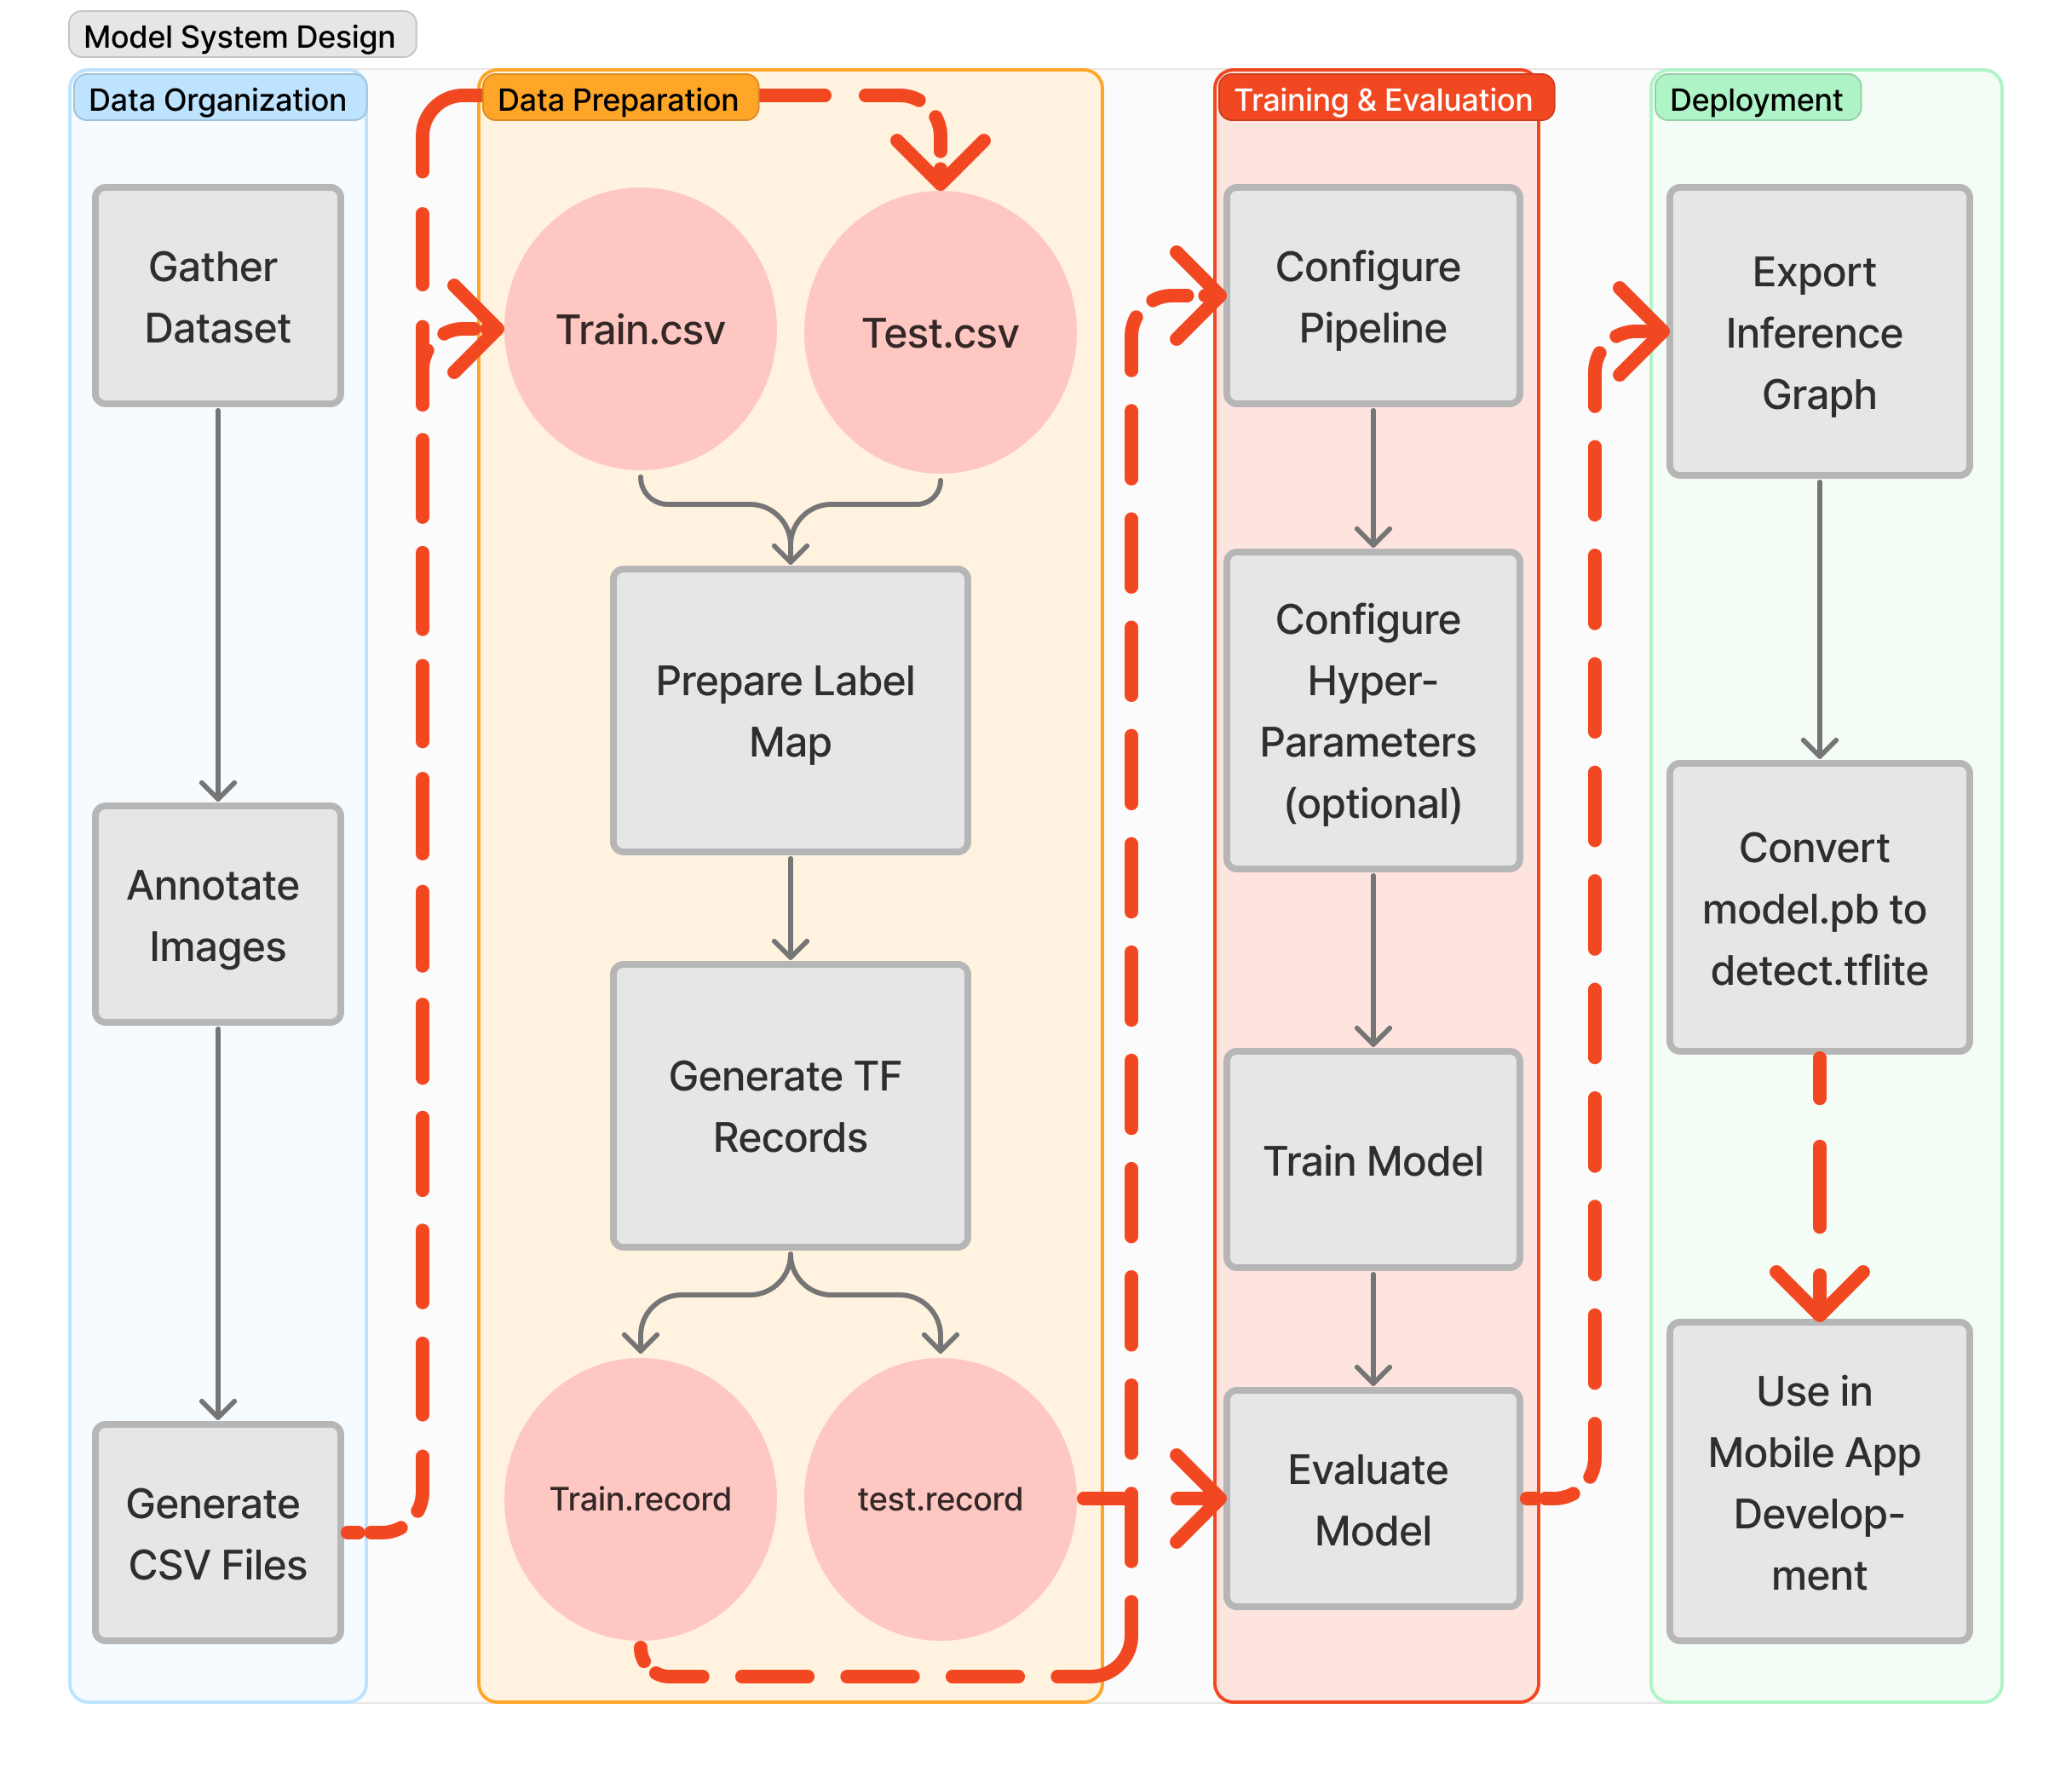 Model System Design
Data Organization
Gather
Dataset
Annotate
Images
Generate
CSV Files
Data Preparation
Train.csv
Test.csv
Prepare Label
Map
Generate TF
Records
Train.record
test.record
Training & Evaluation
Configure
Pipeline
Configure
Hyper-
Parameters
(optional)
Train Model
Evaluate
Model
Deployment
Export
Inference
Graph
Convert
model.pb to
detect.tflite
Use in
Mobile App
Develop-
ment